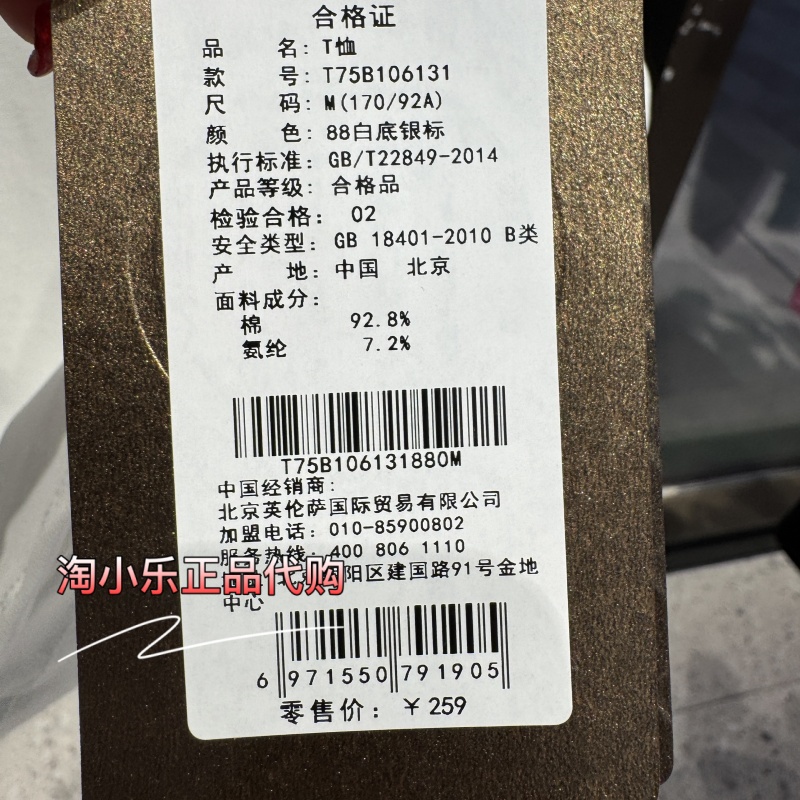 合格证
品 名：T恤
款 号：T75B106131
尺 码：M(170/92A)
颜 色：88白底银标
执行标准：GB/T22849-2014
产品等级：合格品
检验合格：02
安全类型：GB 18401-2010 B类
产 地：中国 北京
面料成分：
棉 92.8%
氨纶 7.2%
T75B106131880M
中国经销商：
北京英伦萨国际贸易有限公司
加盟电话：010-85900802
服务热线：400 806 1110
阳区建国路91号金地
中心
淘小乐正品代购
6 971550 791905
零售价：￥259